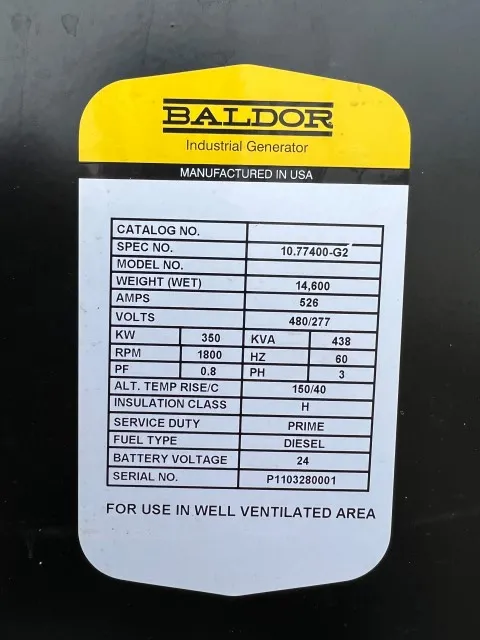 BALDOR
Industrial Generator
MANUFACTURED IN USA
CATALOG NO.
SPEC NO. 10.77400-G2
MODEL NO.
WEIGHT (WET) 14,600
AMPS 526
VOLTS 480/277
KW 350 KVA 438
RPM 1800 HZ 60
PF 0.8 PH 3
ALT. TEMP RISE/C 150/40
INSULATION CLASS H
SERVICE DUTY PRIME
FUEL TYPE DIESEL
BATTERY VOLTAGE 24
SERIAL NO. P1103280001
FOR USE IN WELL VENTILATED AREA